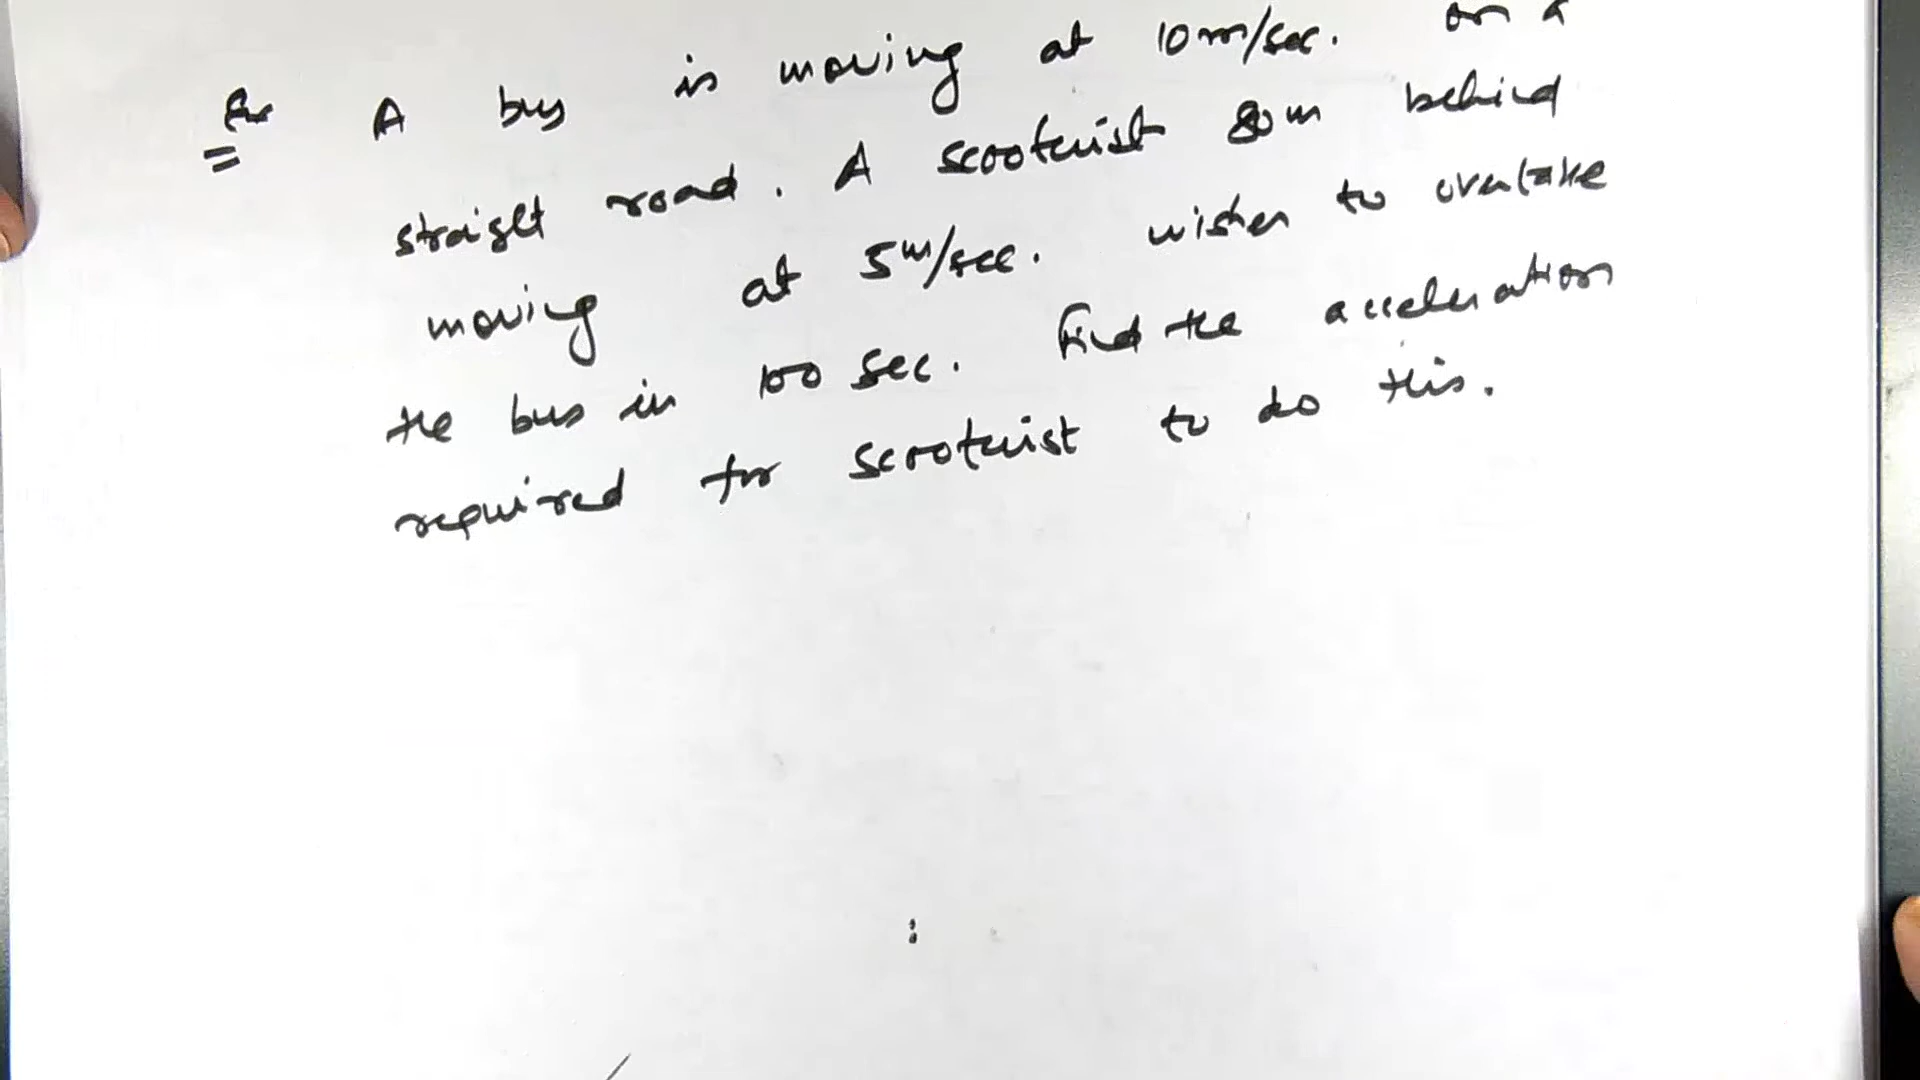 A bus is moving at 10 m/sec. on a
straight road. A scooterist 80 m behind
moving at 5 m/sec. wishes to overtake
the bus in 100 sec. Find the acceleration
required for scooterist to do this.